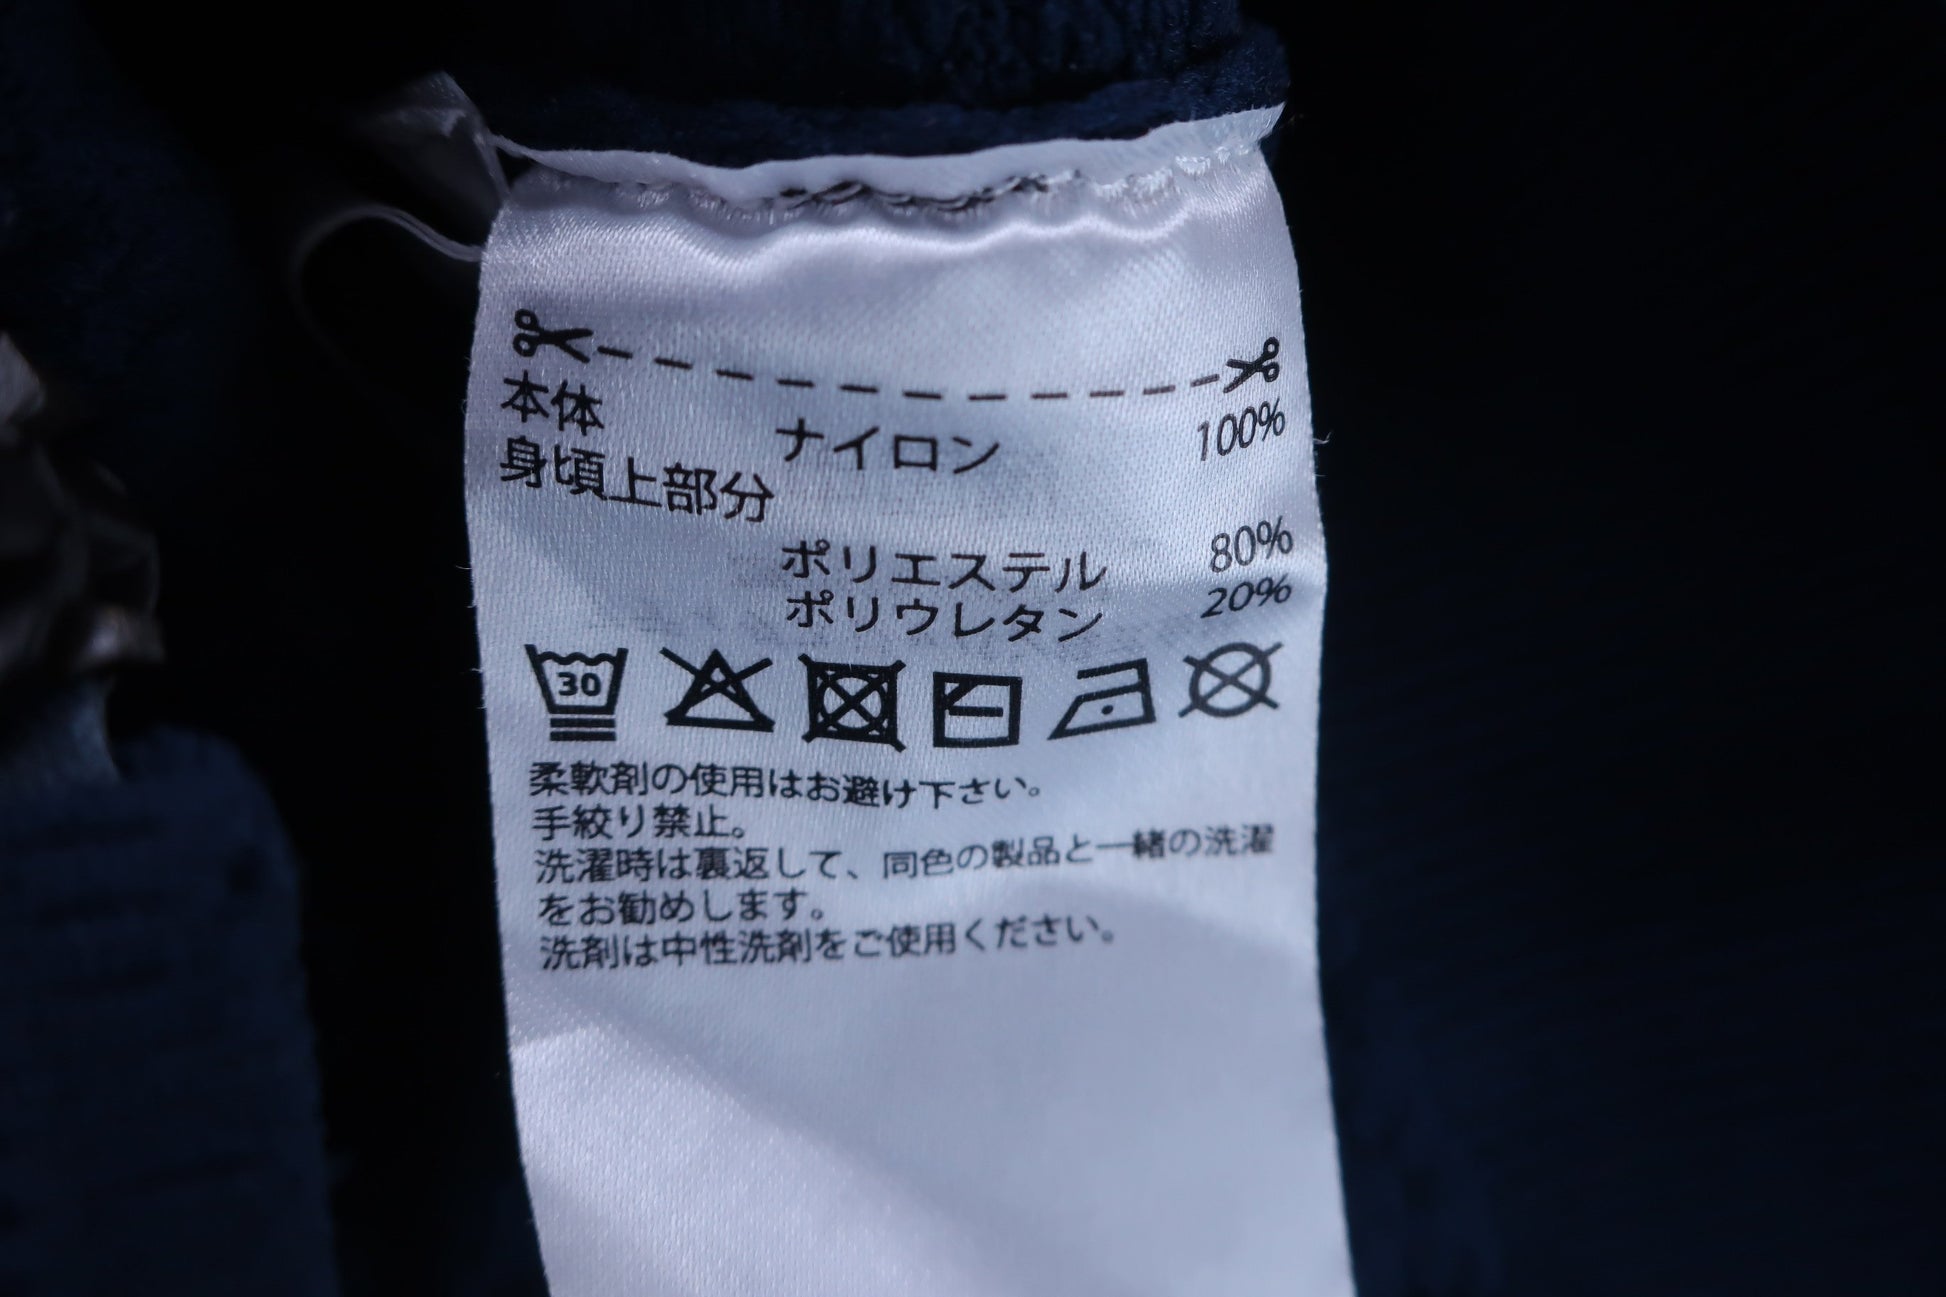 本体 ナイロン 100%
身頃上部分
ポリエステル 80%
ポリウレタン 20%
30
柔軟剤の使用はお避け下さい。
手絞り禁止。
洗濯時は裏返して、同色の製品と一緒の洗濯
をお勧めします。
洗剤は中性洗剤をご使用ください。